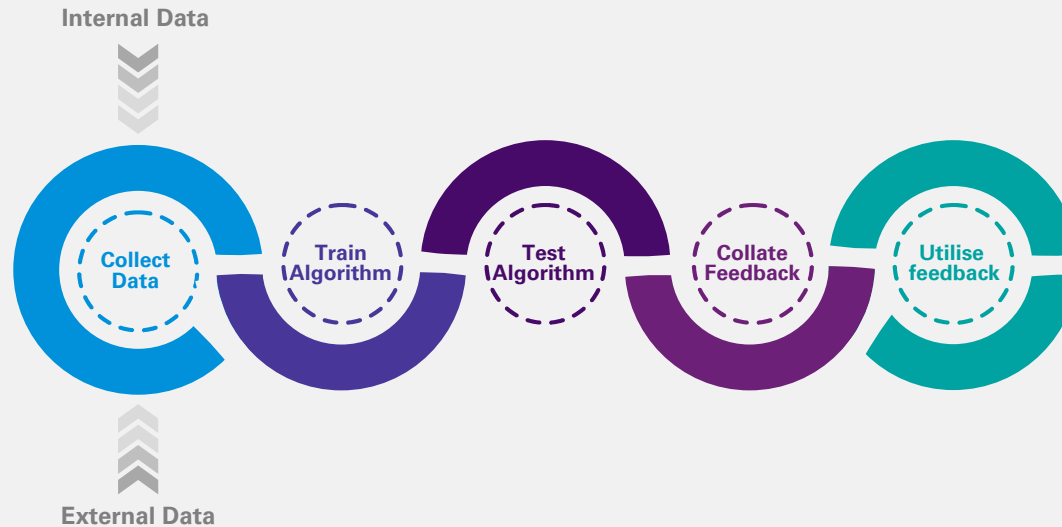 Internal Data
Collect
Data
Train
Algorithm
Test
Algorithm
Collate
Feedback
Utilise
feedback
External Data